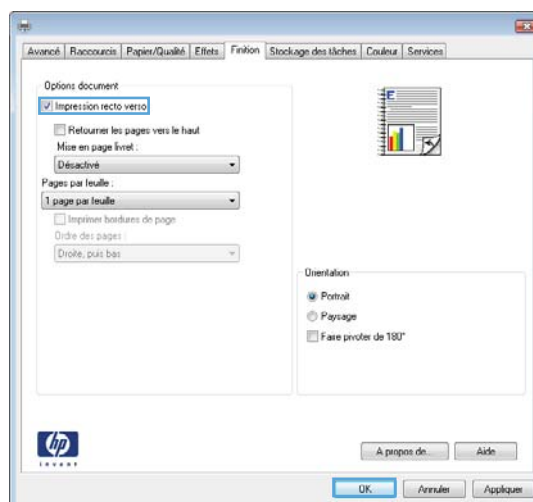 Avancé Raccourcis Papier/Qualité Effets Finition Stockage des tâches Couleur Services
Options document
Impression recto verso
Retourner les pages vers le haut
Mise en page livret :
Désactivé
Pages par feuille :
1 page par feuille
Imprimer bordures de page
Ordre des pages :
Droite, puis bas
E
Orientation
Portrait
Paysage
Faire pivoter de 180°
hp
invent
A propos de... Aide
OK Annuler Appliquer